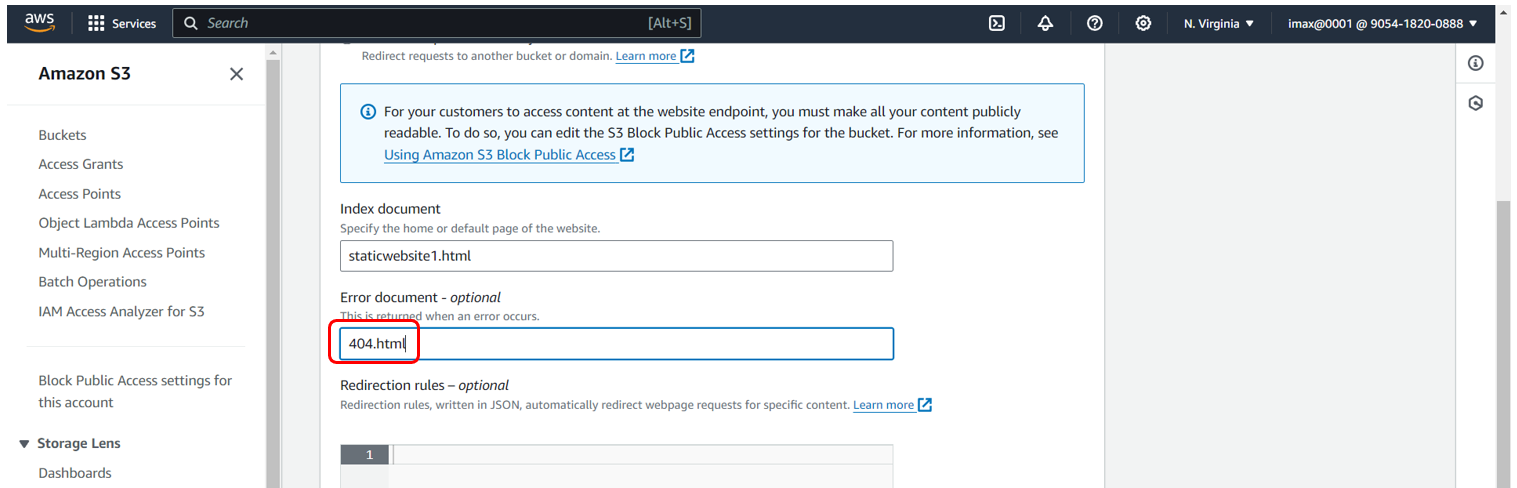 aws
Services
Search
[Alt+S]
N. Virginia
imax@0001 @ 9054-1820-0888
Amazon S3
Buckets
Access Grants
Access Points
Object Lambda Access Points
Multi-Region Access Points
Batch Operations
IAM Access Analyzer for S3
Block Public Access settings for
this account
Storage Lens
Dashboards
Redirect requests to another bucket or domain. Learn more
For your customers to access content at the website endpoint, you must make all your content publicly
readable. To do so, you can edit the S3 Block Public Access settings for the bucket. For more information, see
Using Amazon S3 Block Public Access
Index document
Specify the home or default page of the website.
staticwebsite1.html
Error document - optional
This is returned when an error occurs.
404.html
Redirection rules – optional
Redirection rules, written in JSON, automatically redirect webpage requests for specific content. Learn more
1